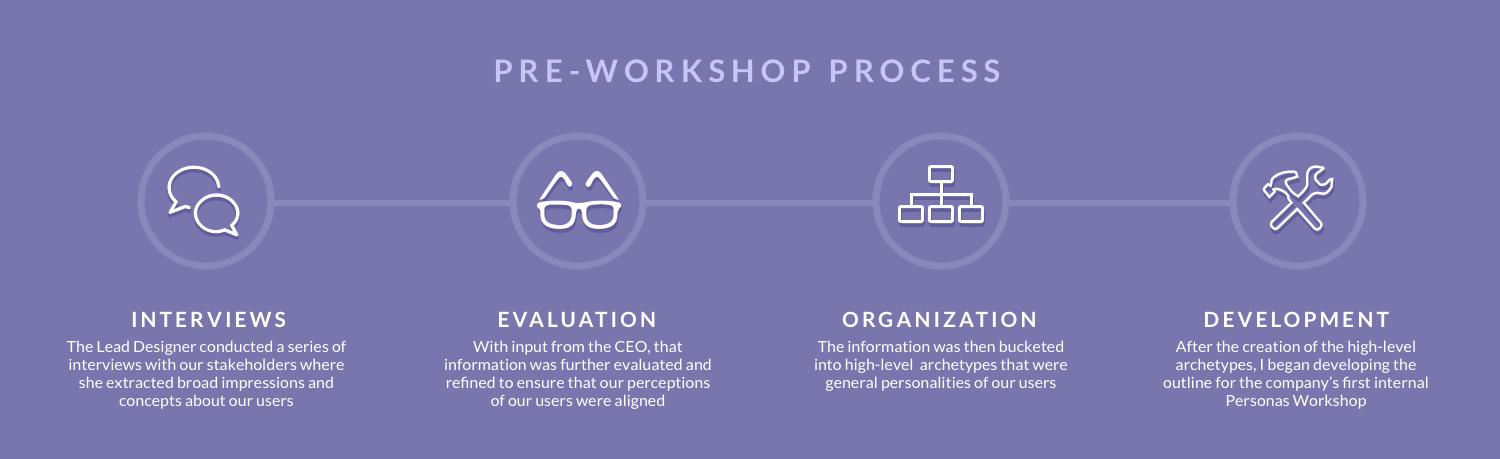 PRE-WORKSHOP PROCESS
INTERVIEWS
The Lead Designer conducted a series of
interviews with our stakeholders where
she extracted broad impressions and
concepts about our users
EVALUATION
With input from the CEO, that
information was further evaluated and
refined to ensure that our perceptions
of our users were aligned
ORGANIZATION
The information was then bucketed
into high-level  archetypes that were
general personalities of our users
DEVELOPMENT
After the creation of the high-level
archetypes, I began developing the
outline for the company's first internal
Personas Workshop